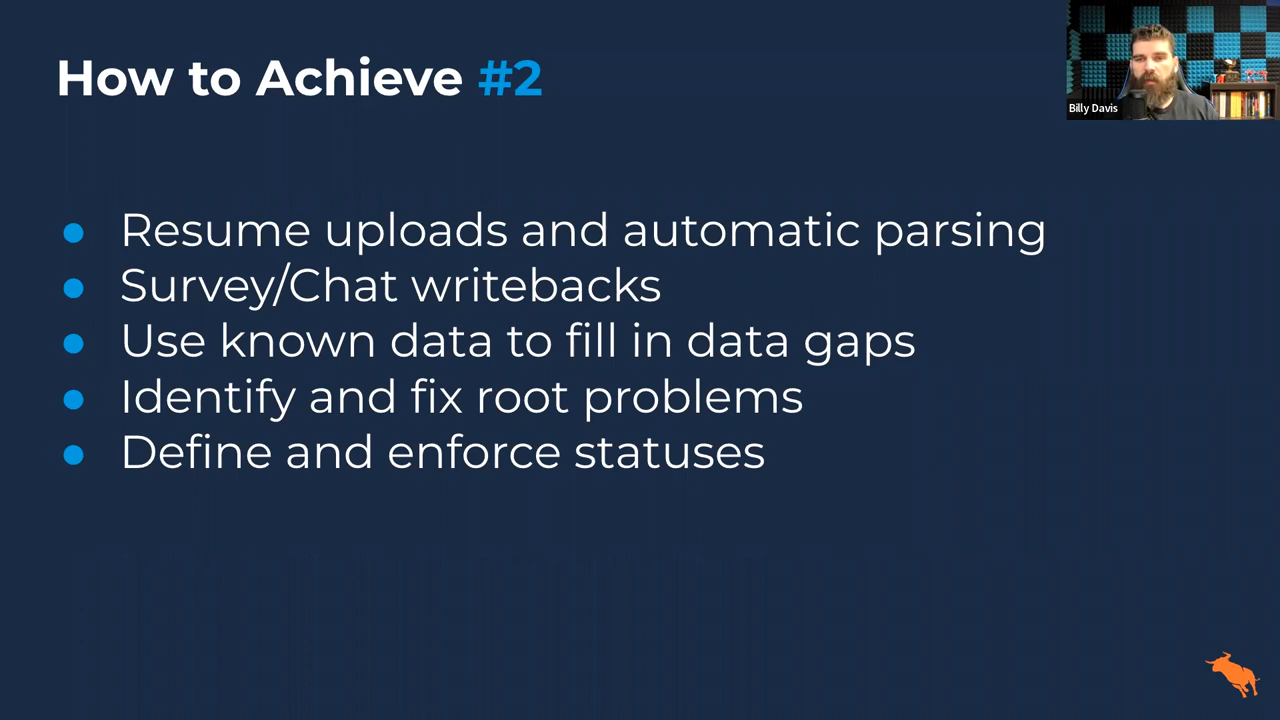 How to Achieve #2
Billy Davis
● Resume uploads and automatic parsing
● Survey/Chat writebacks
● Use known data to fill in data gaps
● Identify and fix root problems
● Define and enforce statuses